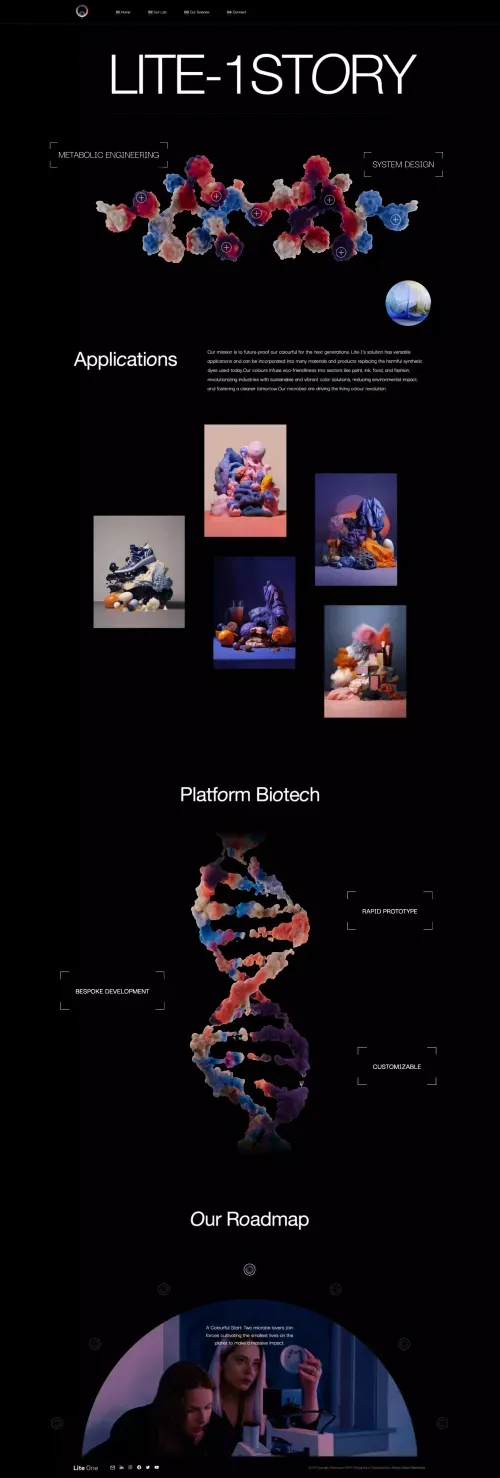 01 Home
02 Our Lab
03 Our Science
04 Contact
LITE-1STORY
METABOLIC ENGINEERING
SYSTEM DESIGN
Applications
Our mission is to future-proof our colourful for the next generations. Lite-1's solution has versatile
applications and can be incorporated into many materials and products replacing the harmful synthetic
dyes used today.Our colours infuse eco-friendliness into sectors like paint, ink, food, and fashion,
revolutionizing industries with sustainable and vibrant color solutions, reducing environmental impact,
and fostering a cleaner tomorrow.Our microbes are driving the living colour revolution.
Platform Biotech
RAPID PROTOTYPE
BESPOKE DEVELOPMENT
CUSTOMIZABLE
Our Roadmap
A Colourful Start: Two microbe lovers join
forces cultivating the smallest lives on the
planet to make a massive impact.
Lite One